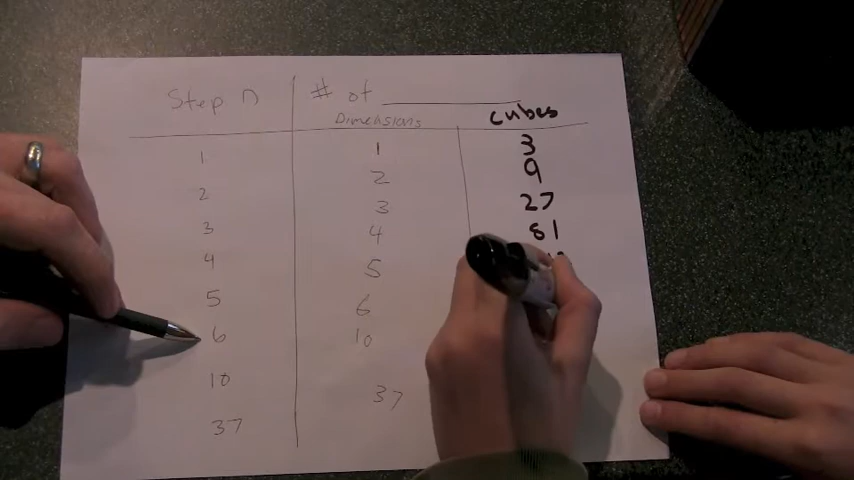 Step n # of
Dimensions cubes
1 1 3
2 2 9
3 3 27
4 4 81
5 5
6 6
10 10
37 37